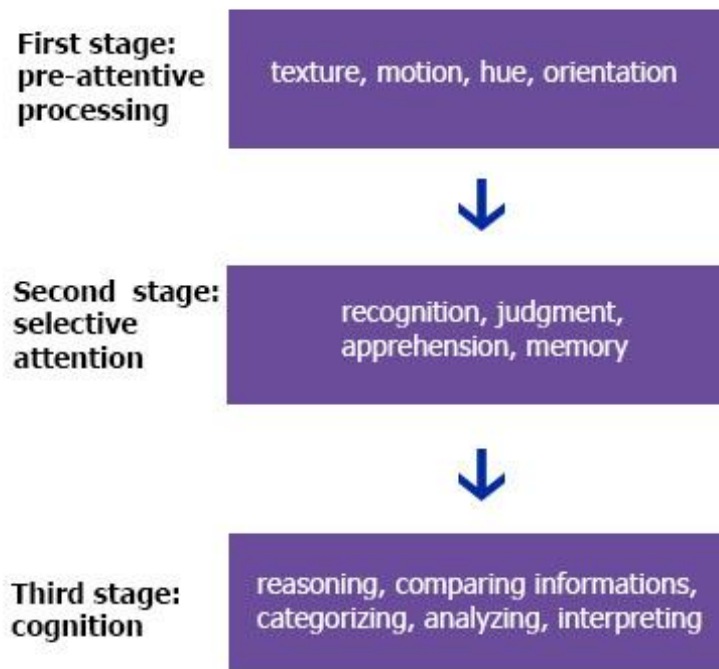 First stage:
pre-attentive
processing
texture, motion, hue, orientation
Second stage:
selective
attention
recognition, judgment,
apprehension, memory
Third stage:
cognition
reasoning, comparing informations,
categorizing, analyzing, interpreting